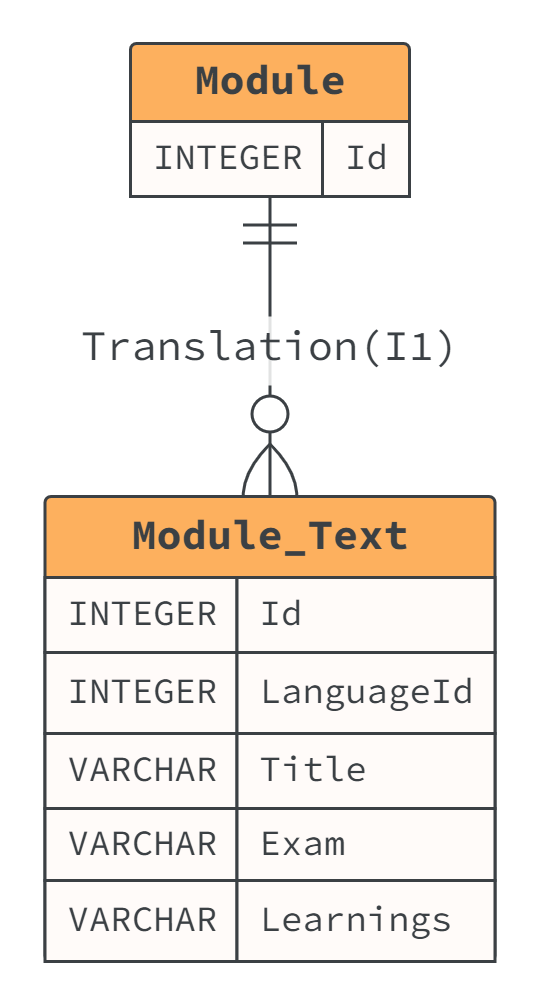 Module
INTEGER Id
Translation(I1)
Module_Text
INTEGER Id
INTEGER LanguageId
VARCHAR Title
VARCHAR Exam
VARCHAR Learnings